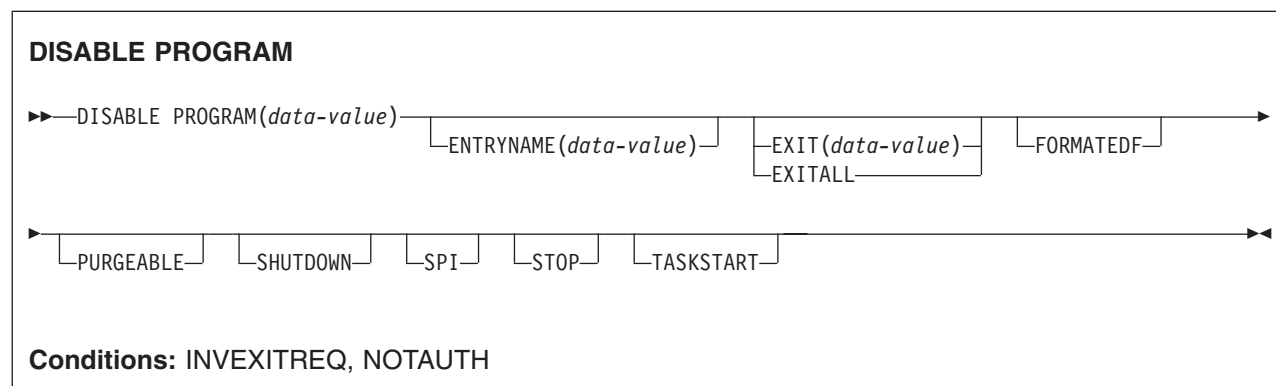 DISABLE PROGRAM
DISABLE PROGRAM(data-value)
ENTRYNAME(data-value)
EXIT(data-value)
EXITALL
FORMATEDF
PURGEABLE
SHUTDOWN
SPI
STOP
TASKSTART
Conditions: INVEXITREQ, NOTAUTH